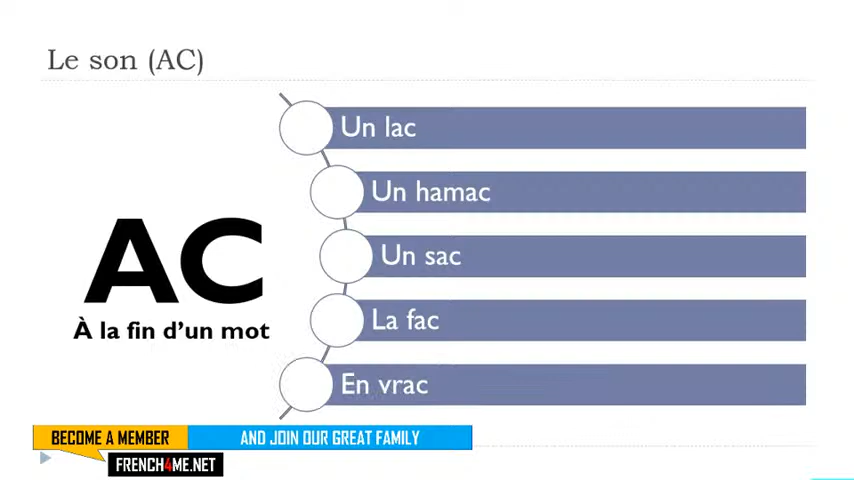 Le son (AC)
Un lac
Un hamac
Un sac
La fac
En vrac
AC
À la fin d'un mot
BECOME A MEMBER
AND JOIN OUR GREAT FAMILY
FRENCH4ME.NET